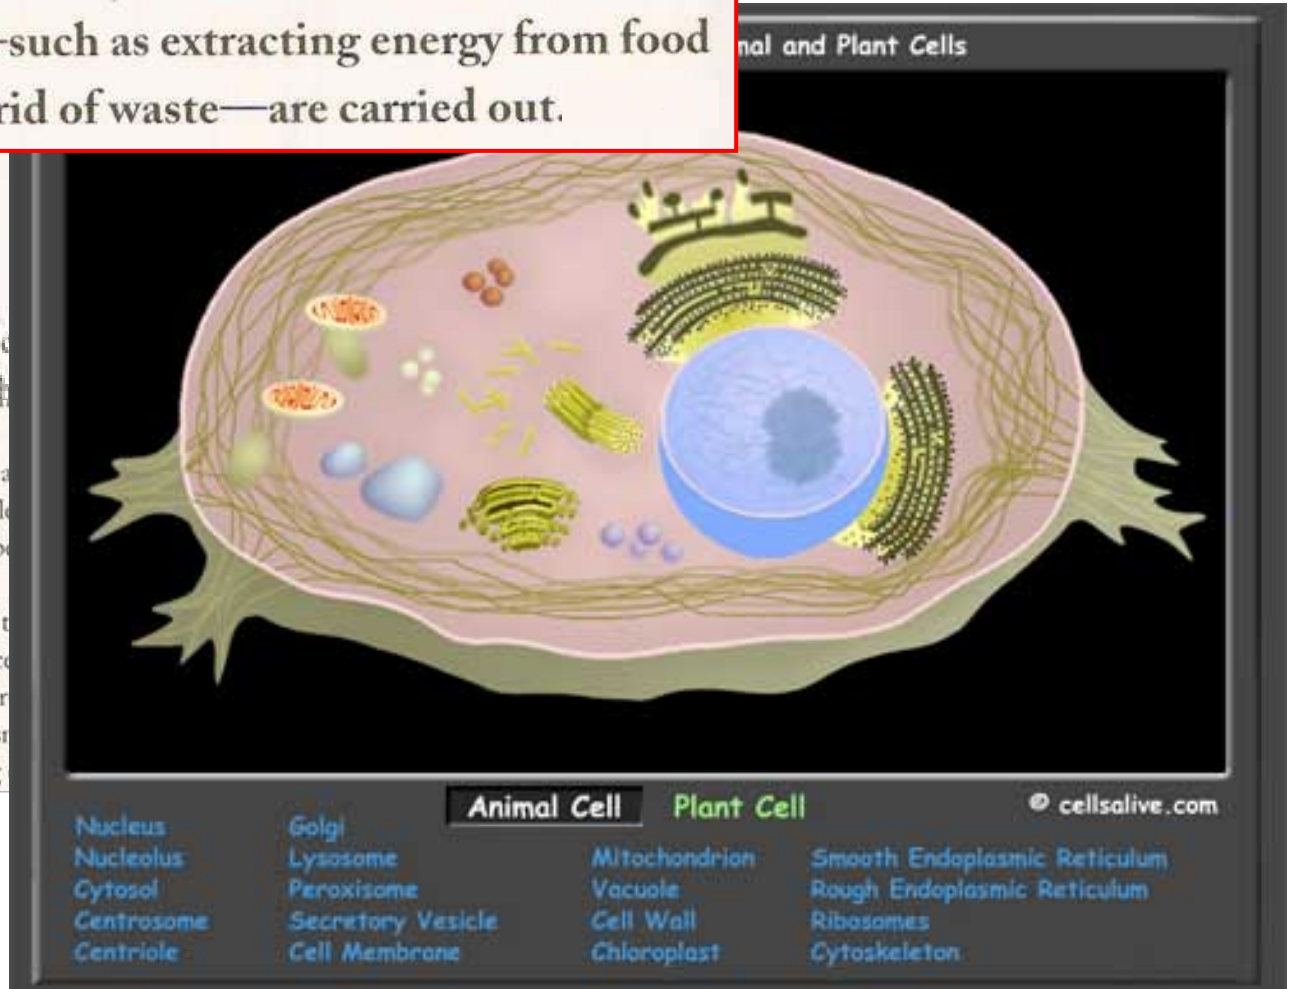 such as extracting energy from food
rid of waste—are carried out.
and Plant Cells
Animal Cell
Plant Cell
© cellsalive.com
Nucleus
Nucleolus
Cytosol
Centrosome
Centriole
Golgi
Lysosome
Peroxisome
Secretory Vesicle
Cell Membrane
Mitochondrion
Vacuole
Cell Wall
Chloroplast
Smooth Endoplasmic Reticulum
Rough Endoplasmic Reticulum
Ribosomes
Cytoskeleton